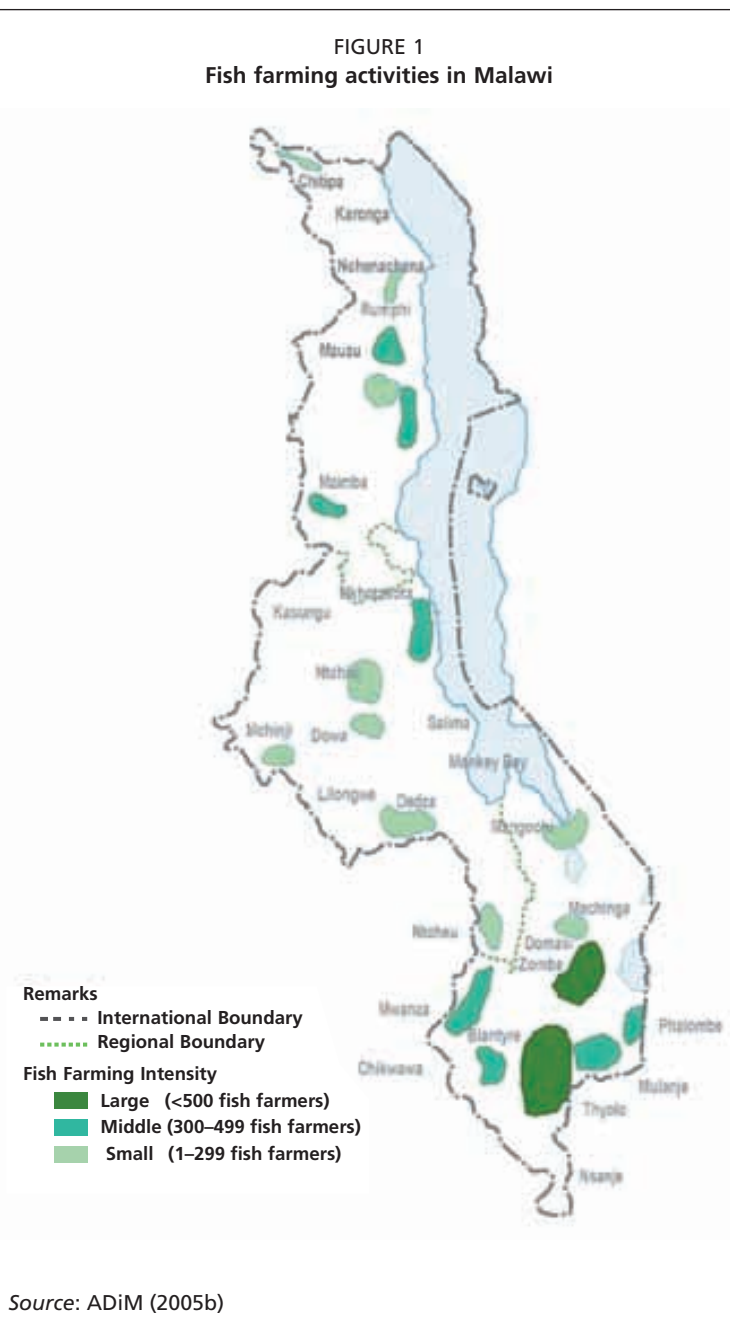 FIGURE 1
Fish farming activities in Malawi
Chitipa
Karonga
Nchenachena
Rumphi
Mzuzu
Mzimba
Nkhotakota
Kasungu
Ntchisi
Salima
Mchinji
Dowa
Monkey Bay
Lilongwe
Dedza
Mangochi
Machinga
Ntcheu
Domasi
Zomba
Mwanza
Blantyre
Phalombe
Chikwawa
Mulanje
Thyolo
Nsanje
Remarks
International Boundary
Regional Boundary
Fish Farming Intensity
Large (<500 fish farmers)
Middle (300–499 fish farmers)
Small (1–299 fish farmers)
Source: ADiM (2005b)